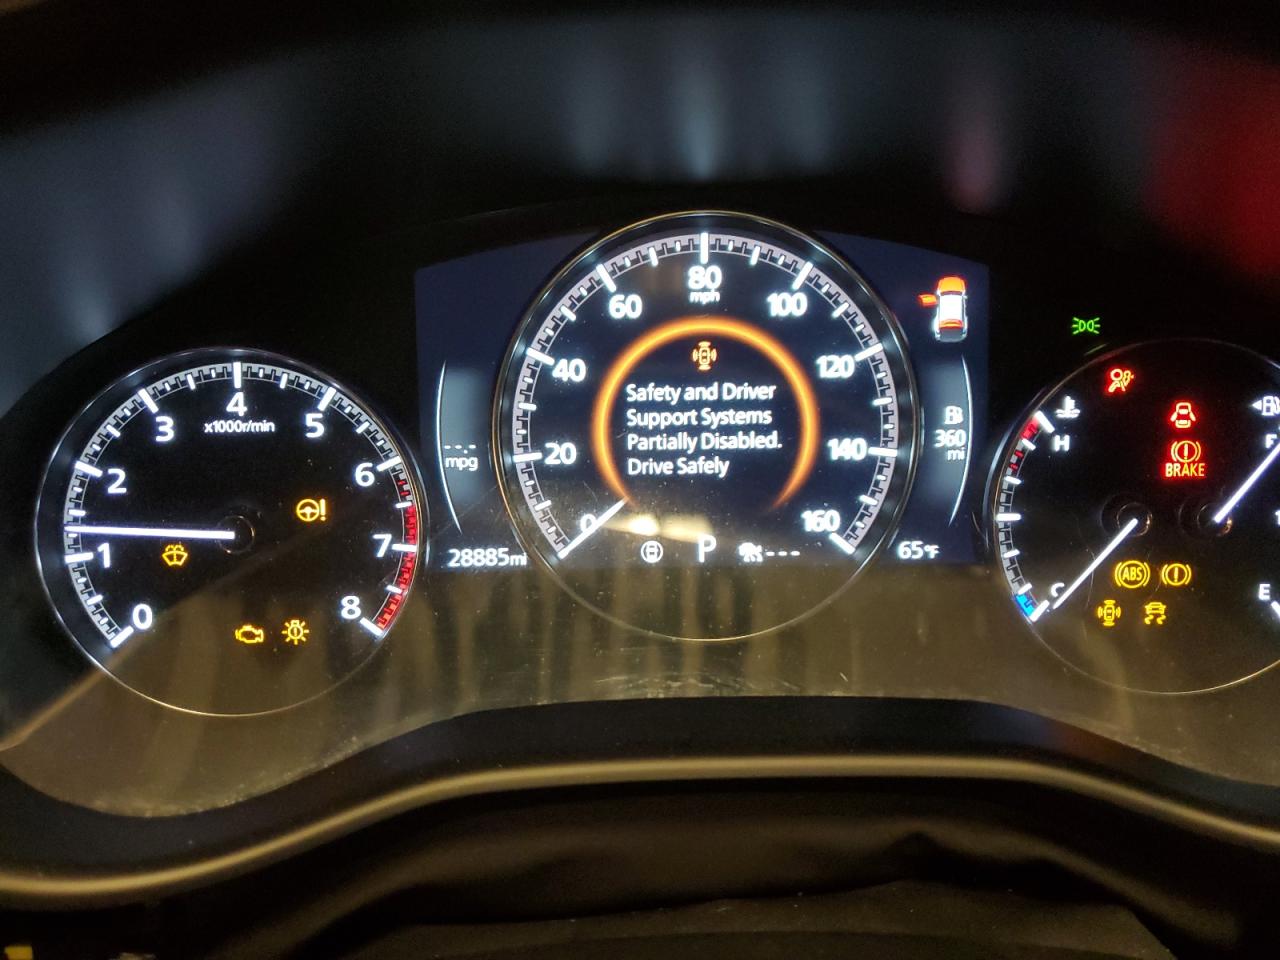 0
1
2
3
4
5
6
7
8
x1000r/min
--.-
mpg
28885mi
0
20
40
60
80
mph
100
120
140
160
Safety and Driver
Support Systems
Partially Disabled.
Drive Safely
P
---
360
mi
65°F
H
C
BRAKE
ABS
F
E